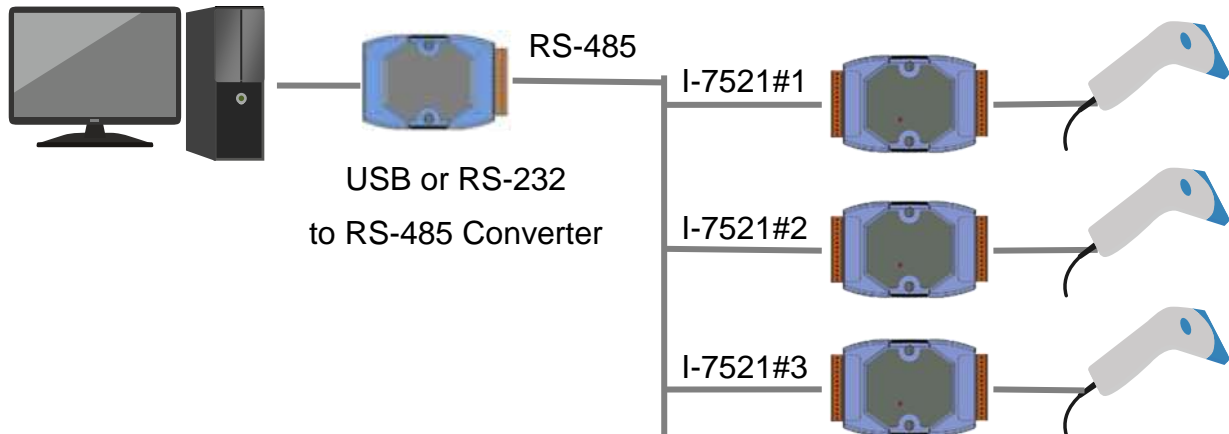 RS-485
I-7521#1
USB or RS-232
to RS-485 Converter
I-7521#2
I-7521#3